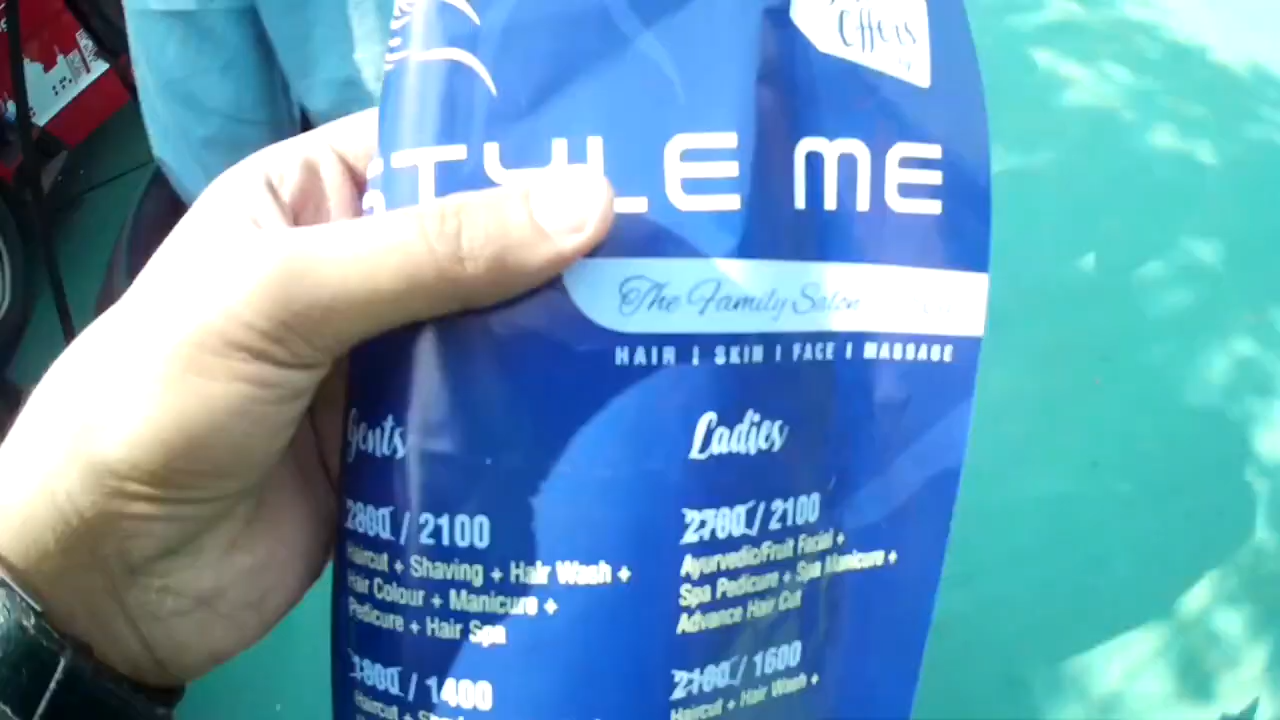 Offers
STYLE ME
The Family Salon
HAIR | SKIN | FACE | MASSAGE
Gents
2800 / 2100
Haircut + Shaving + Hair Wash +
Hair Colour + Manicure +
Pedicure + Hair Spa
1800 / 1400
Haircut +
Ladies
2700 / 2100
Ayurvedic/Fruit Facial +
Spa Pedicure + Spa Manicure +
Advance Hair Cut
2100 / 1600
Haircut + Hair Wash +